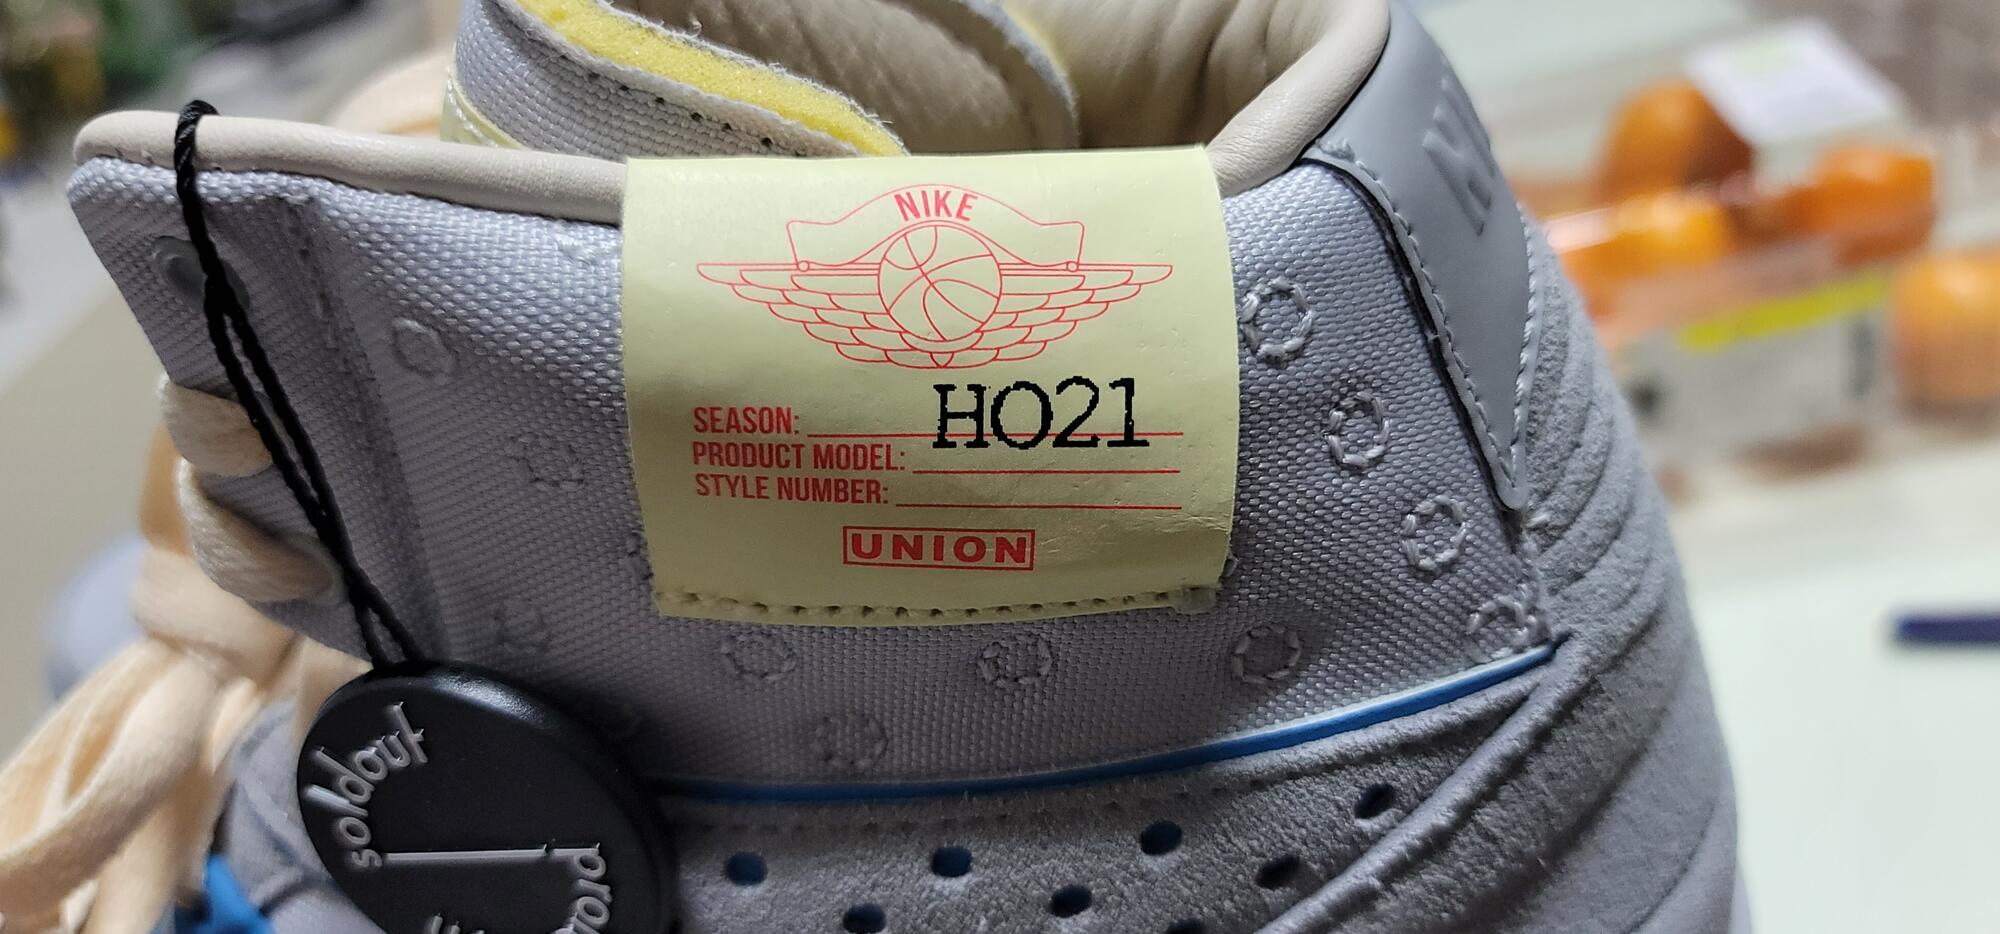 NIKE
HO21
SEASON:
PRODUCT MODEL:
STYLE NUMBER:
UNION
soldout